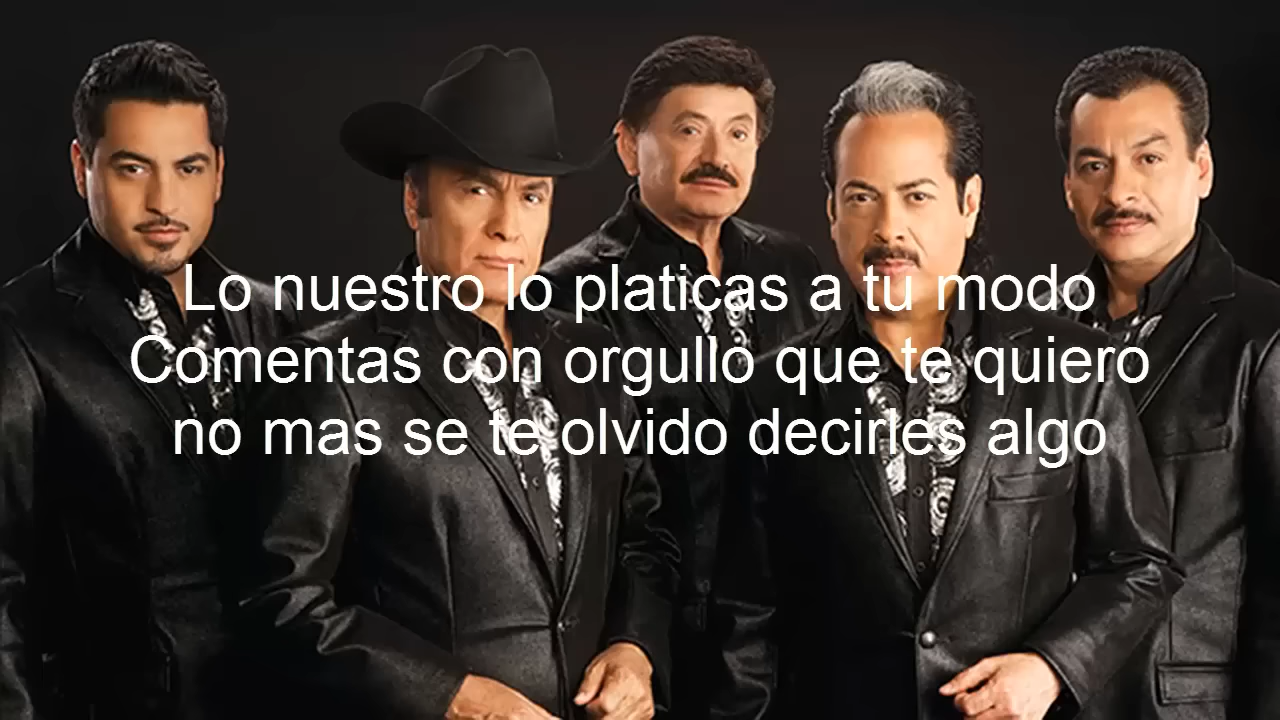 Lo nuestro lo platicas a tu modo
Comentas con orgullo que te quiero
no mas se te olvido decirles algo